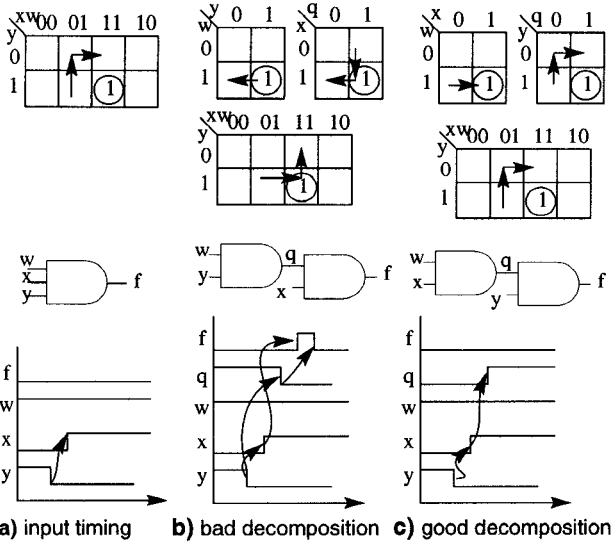 xw
y 00 01 11 10
0
1 1
y
w 0 1
0
1 1
q
x 0 1
0
1 1
xw
y 00 01 11 10
0
1 1
x
w 0 1
0
1 1
q
y 0 1
0
1 1
xw
y 00 01 11 10
0
1 1
w
x
y
f
w
y
q
x
f
w
x
q
y
f
f
w
x
y
f
q
w
x
y
f
q
w
x
y
a) input timing
b) bad decomposition
c) good decomposition